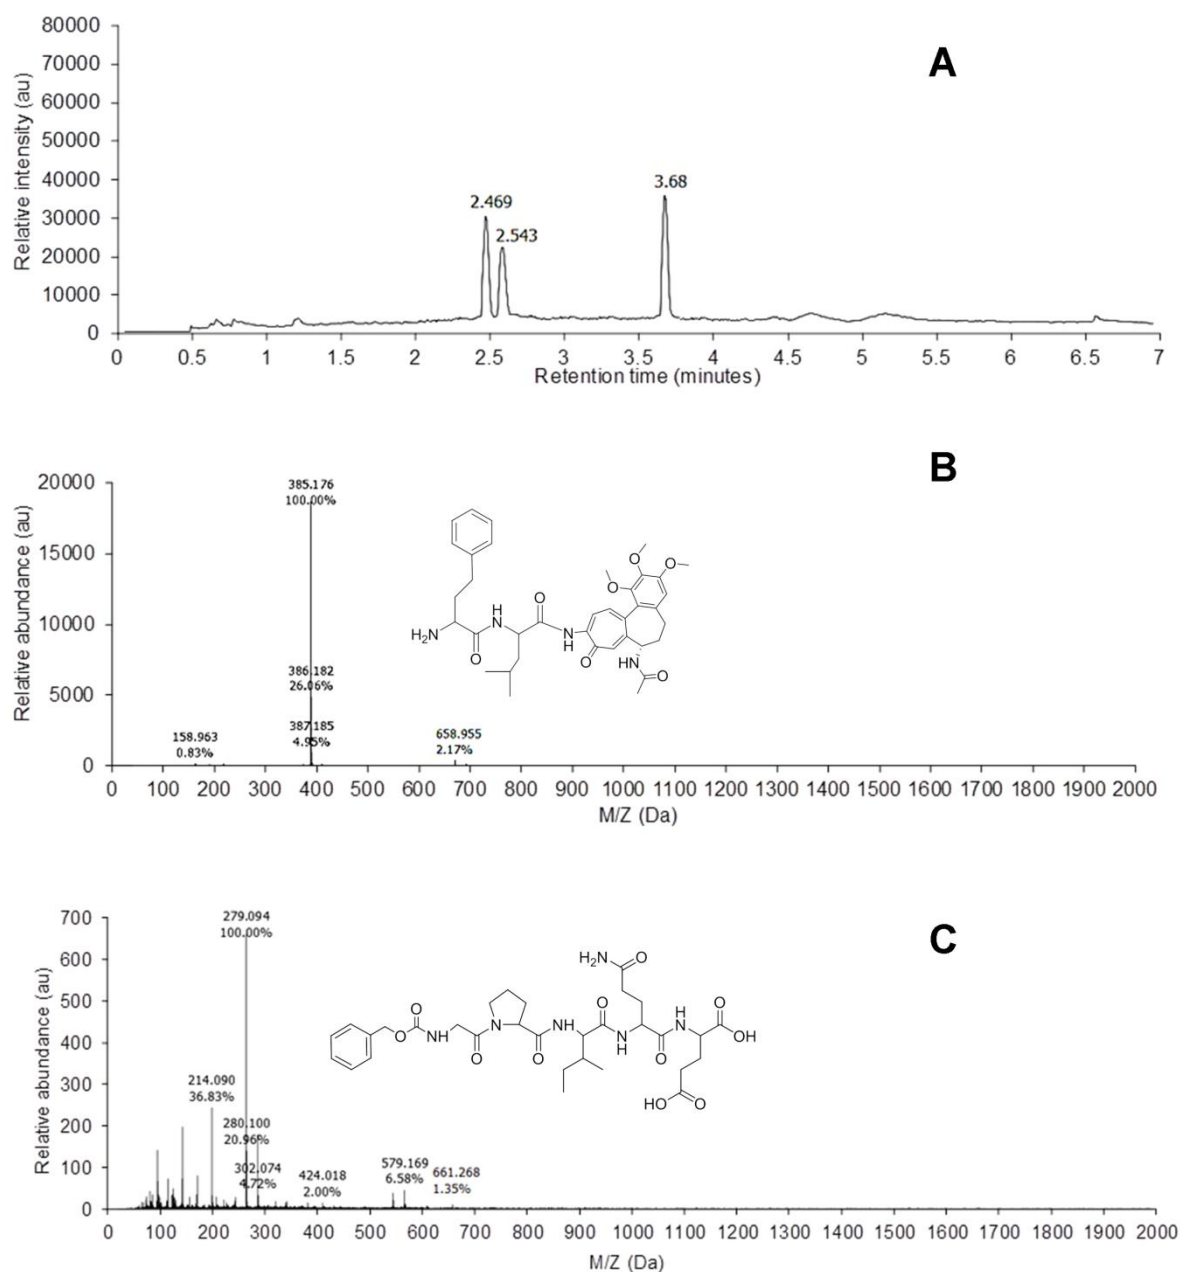 80000
70000
60000
50000
40000
30000
20000
10000
0
Relative intensity (au)
A
2.469
2.543
3.68
0 0.5 1 1.5 2 2.5 3 3.5 4 4.5 5 5.5 6 6.5 7
Retention time (minutes)
B
20000
15000
10000
5000
0
Relative abundance (au)
385.176
100.00%
386.182
26.06%
387.185
4.95%
158.963
0.83%
658.955
2.17%
H2N
O
H
N
O
N
H
O
O
O
O
HN
O
0 100 200 300 400 500 600 700 800 900 1000 1100 1200 1300 1400 1500 1600 1700 1800 1900 2000
M/Z (Da)
C
700
600
500
400
300
200
100
0
Relative abundance (au)
279.094
100.00%
214.090
36.83%
280.100
20.96%
302.074
4.72%
424.018
2.00%
579.169
6.58%
661.268
1.35%
H2N
O
O
O
NH
O
N
O
NH
O
N
H
O
H
N
O
OH
HO
O
0 100 200 300 400 500 600 700 800 900 1000 1100 1200 1300 1400 1500 1600 1700 1800 1900 2000
M/Z (Da)